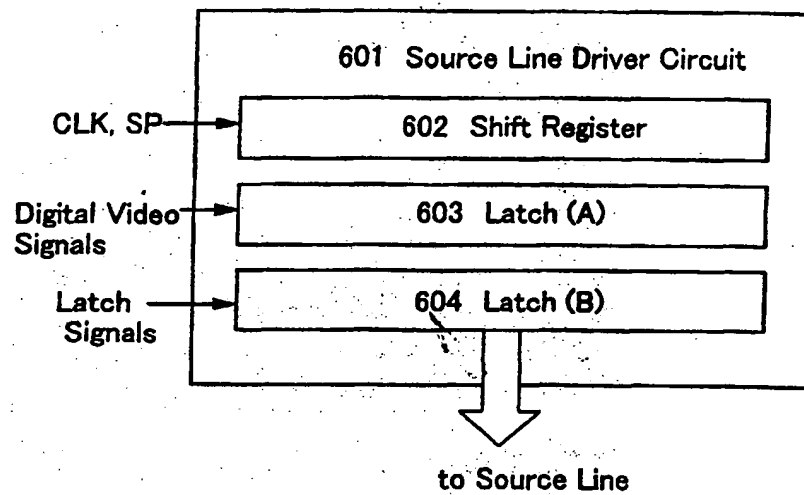 601 Source Line Driver Circuit
CLK, SP
602 Shift Register
Digital Video
Signals
603 Latch (A)
Latch
Signals
604 Latch (B)
to Source Line